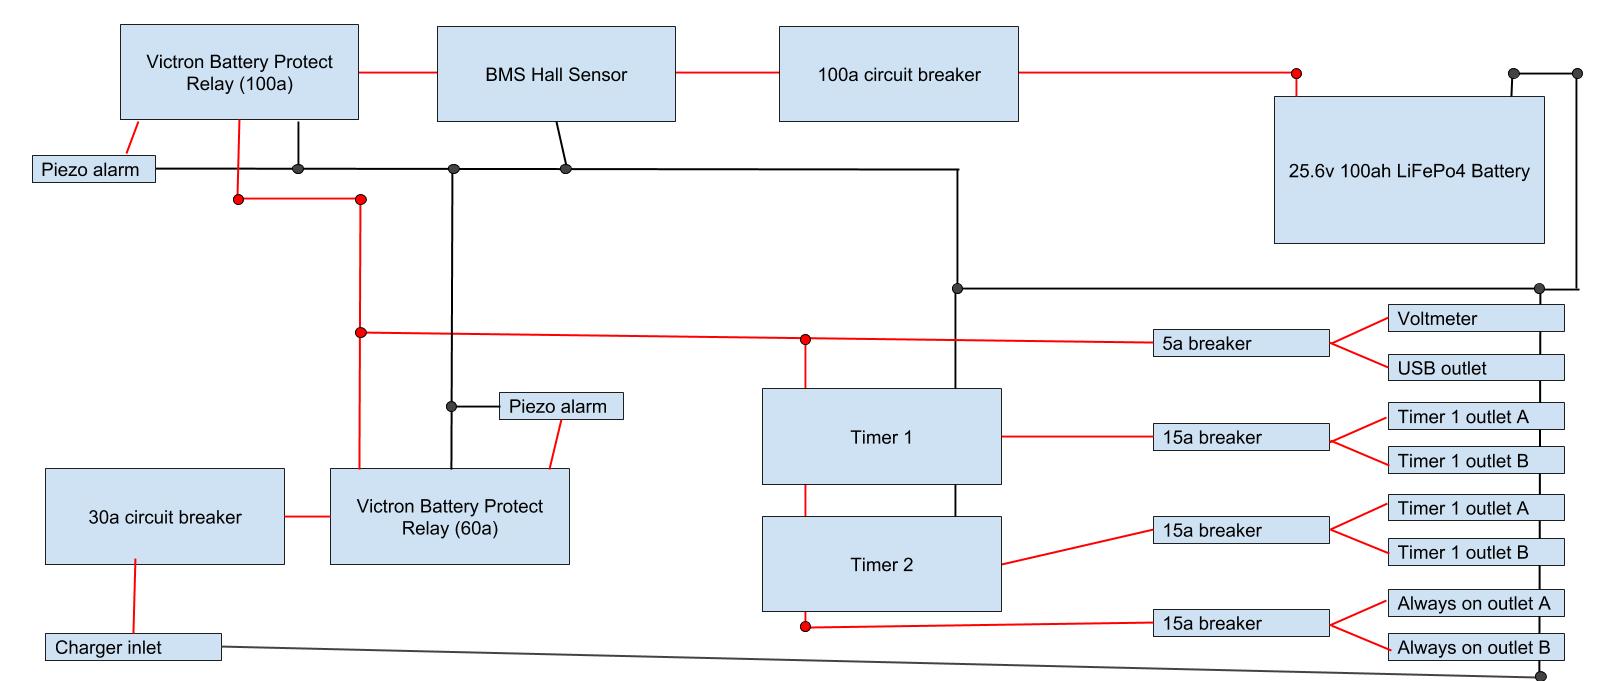 Victron Battery Protect
Relay (100a)
BMS Hall Sensor
100a circuit breaker
Piezo alarm
25.6v 100ah LiFePo4 Battery
Voltmeter
5a breaker
USB outlet
Piezo alarm
Timer 1
15a breaker
Timer 1 outlet A
Timer 1 outlet B
30a circuit breaker
Victron Battery Protect
Relay (60a)
Timer 2
15a breaker
Timer 1 outlet A
Timer 1 outlet B
15a breaker
Always on outlet A
Always on outlet B
Charger inlet